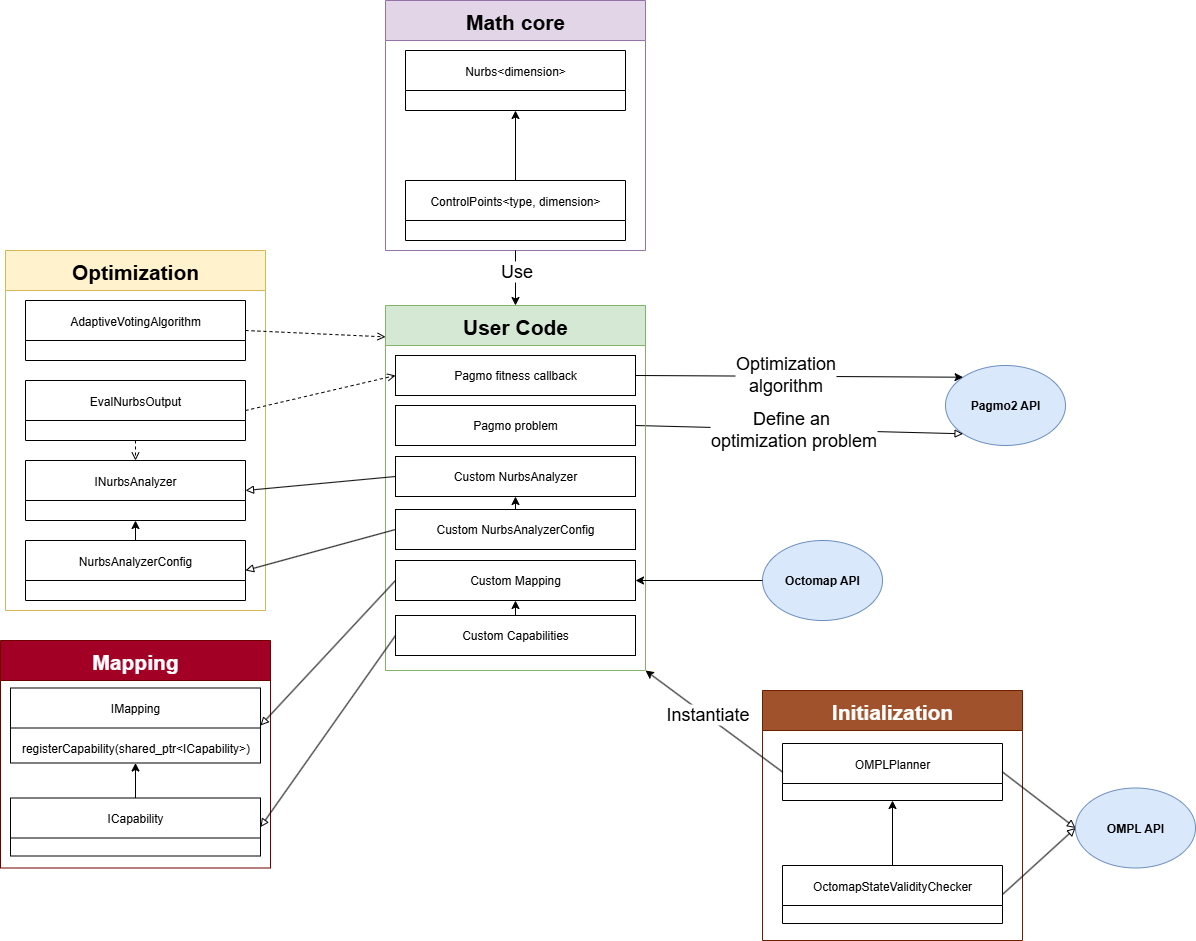 Math core
Nurbs<dimension>
ControlPoints<type, dimension>
Use
Optimization
AdaptiveVotingAlgorithm
EvalNurbsOutput
INurbsAnalyzer
NurbsAnalyzerConfig
User Code
Pagmo fitness callback
Pagmo problem
Custom NurbsAnalyzer
Custom NurbsAnalyzerConfig
Custom Mapping
Custom Capabilities
Optimization
algorithm
Define an
optimization problem
Pagmo2 API
Octomap API
Mapping
IMapping
registerCapability(shared_ptr<ICapability>)
ICapability
Instantiate
Initialization
OMPLPlanner
OctomapStateValidityChecker
OMPL API